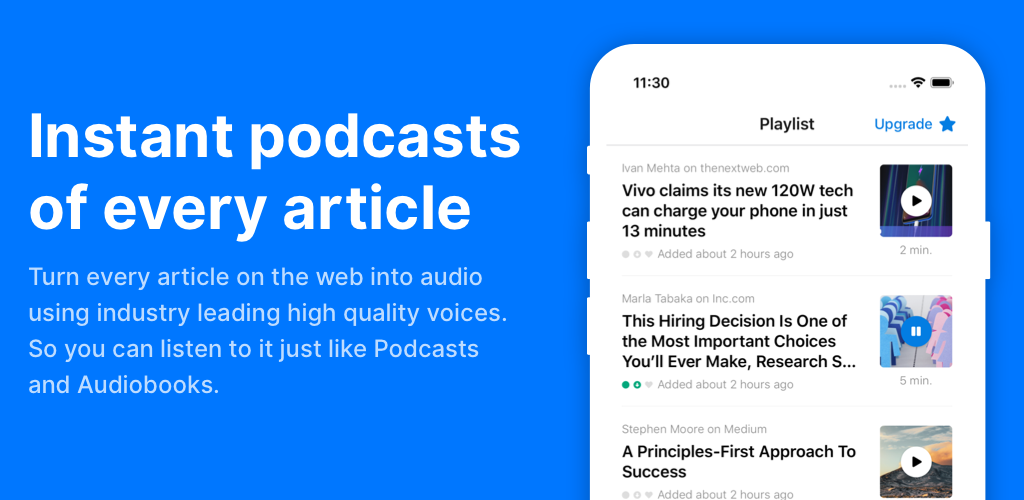 Instant podcasts
of every article
Turn every article on the web into audio
using industry leading high quality voices.
So you can listen to it just like Podcasts
and Audiobooks.
11:30
Playlist
Upgrade
Ivan Mehta on thenextweb.com
Vivo claims its new 120W tech
can charge your phone in just
13 minutes
Added about 2 hours ago
2 min.
Marla Tabaka on Inc.com
This Hiring Decision Is One of
the Most Important Choices
You’ll Ever Make, Research S...
Added about 2 hours ago
5 min.
Stephen Moore on Medium
A Principles-First Approach To
Success
Added about 2 hours ago